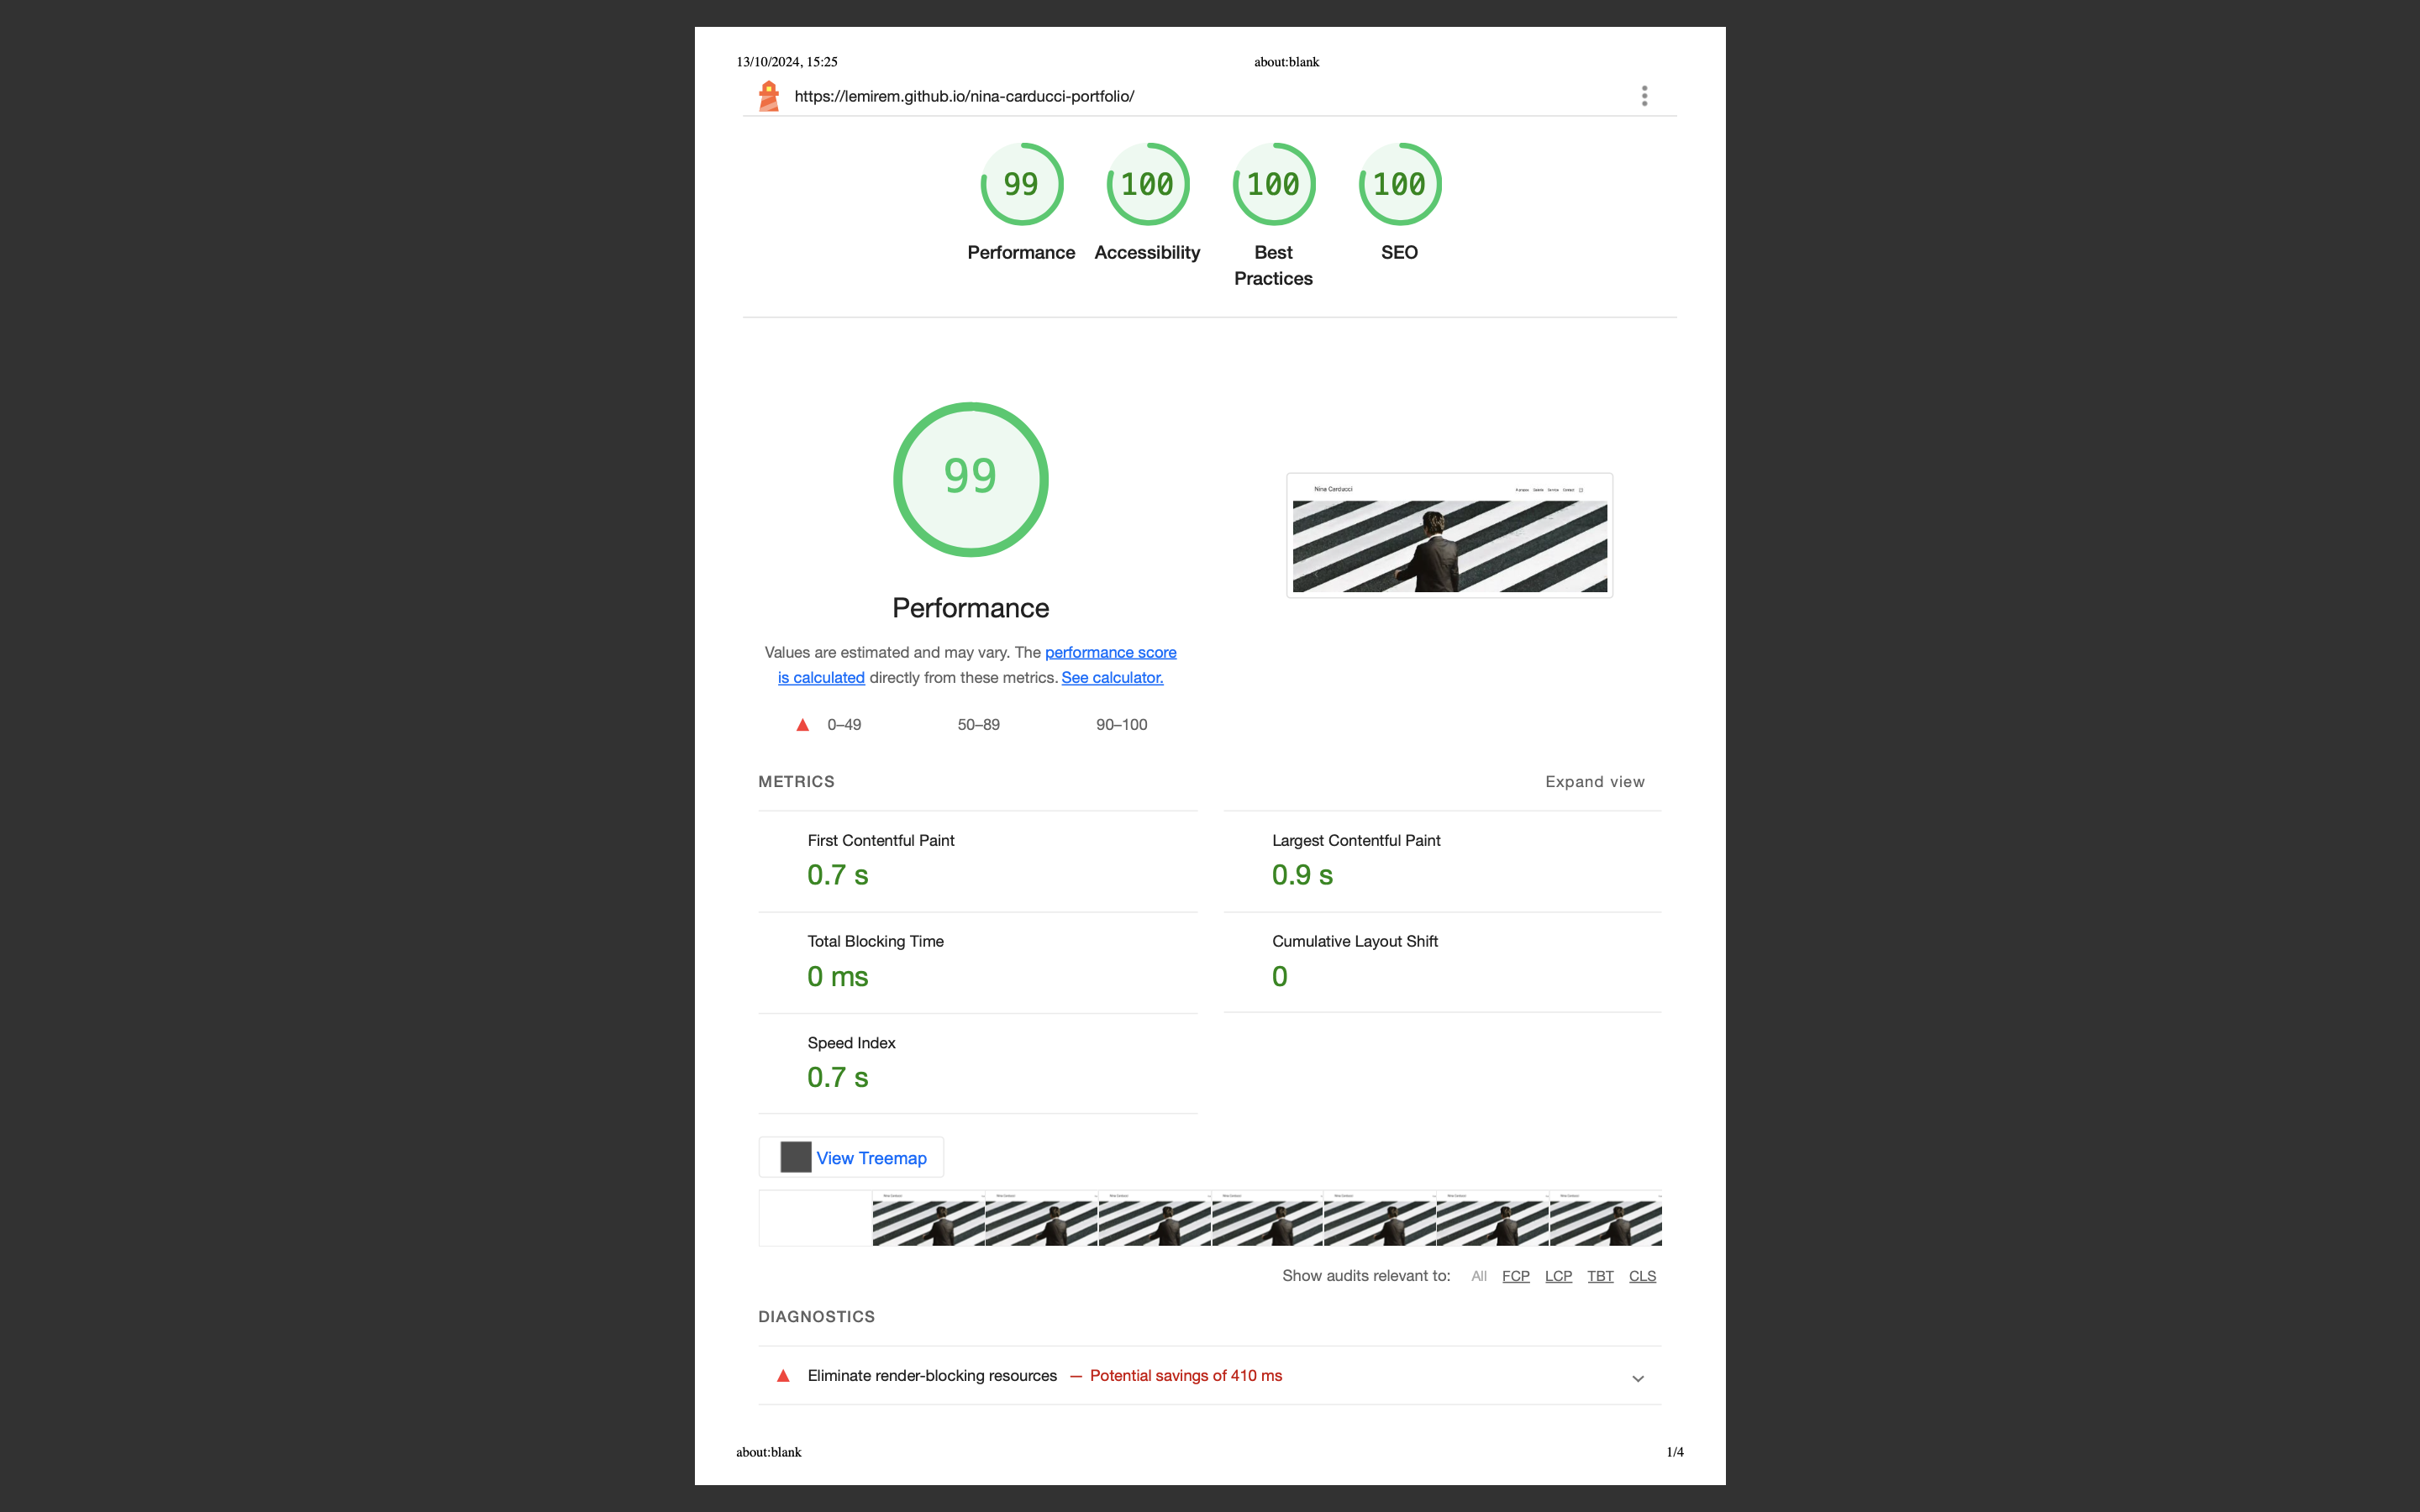 13/10/2024, 15:25
about:blank
https://lemirem.github.io/nina-carducci-portfolio/
99
100
100
100
Performance
Accessibility
Best
Practices
SEO
99
Nina Carducci
Performance
Values are estimated and may vary. The performance score
is calculated directly from these metrics. See calculator.
0–49
50–89
90–100
METRICS
Expand view
First Contentful Paint
0.7 s
Largest Contentful Paint
0.9 s
Total Blocking Time
0 ms
Cumulative Layout Shift
0
Speed Index
0.7 s
View Treemap
Show audits relevant to: All FCP LCP TBT CLS
DIAGNOSTICS
Eliminate render-blocking resources — Potential savings of 410 ms
about:blank
1/4